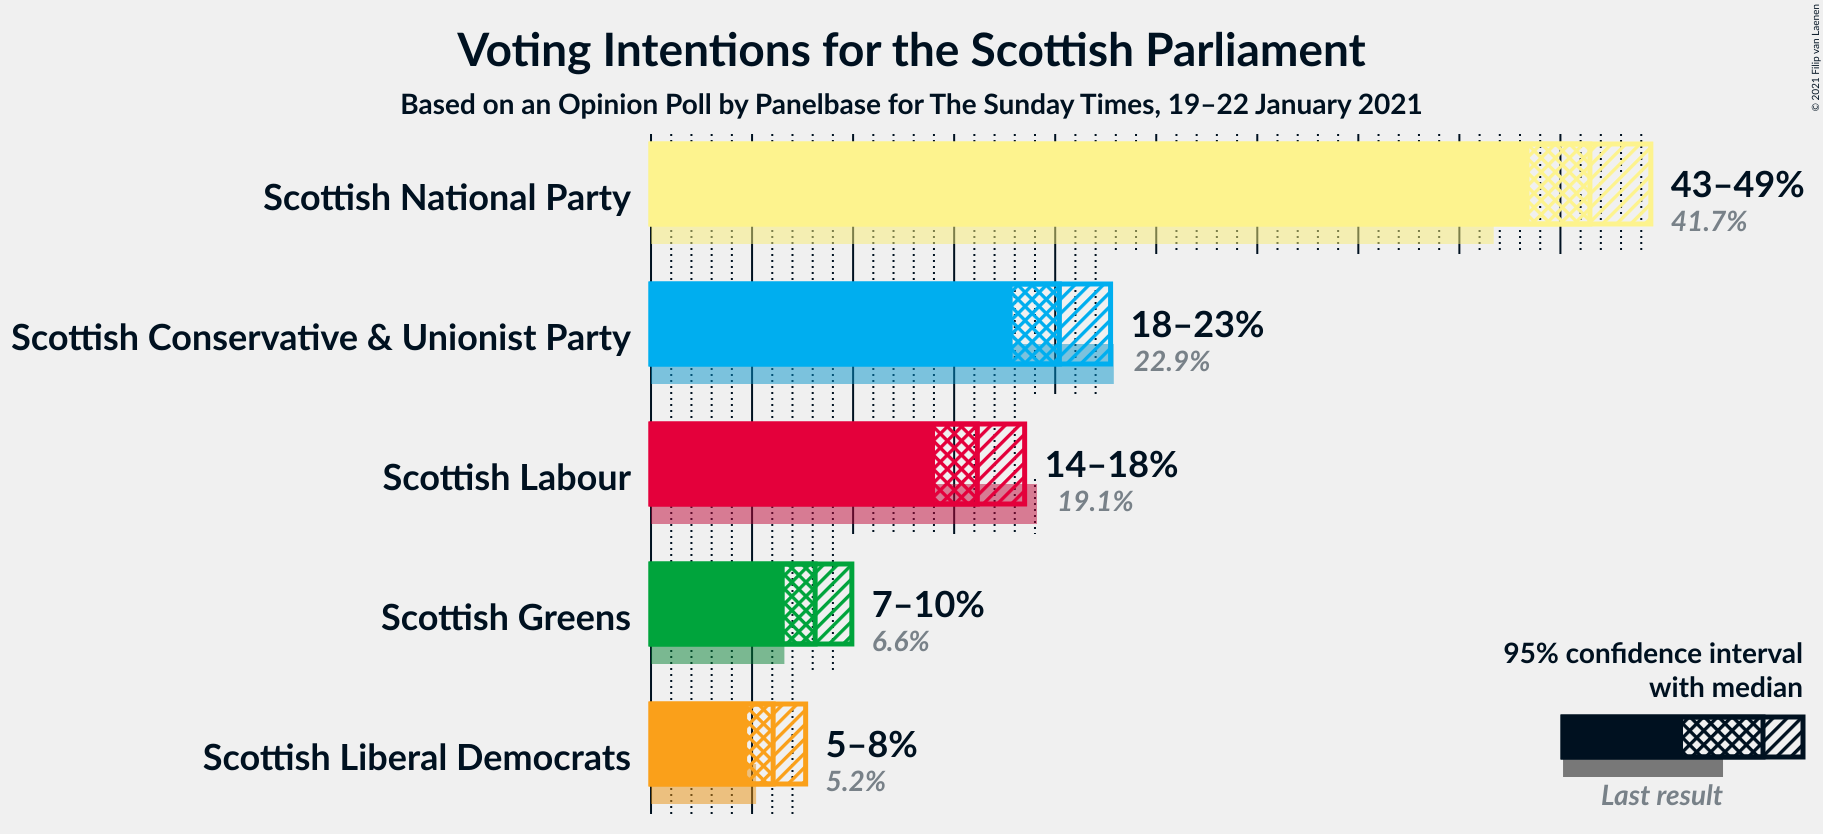 Voting Intentions for the Scottish Parliament
Based on an Opinion Poll by Panelbase for The Sunday Times, 19–22 January 2021
© 2021 Filip van Laenen
Scottish National Party
43–49%
41.7%
Scottish Conservative & Unionist Party
18–23%
22.9%
Scottish Labour
14–18%
19.1%
Scottish Greens
7–10%
6.6%
Scottish Liberal Democrats
5–8%
5.2%
95% confidence interval
with median
Last result